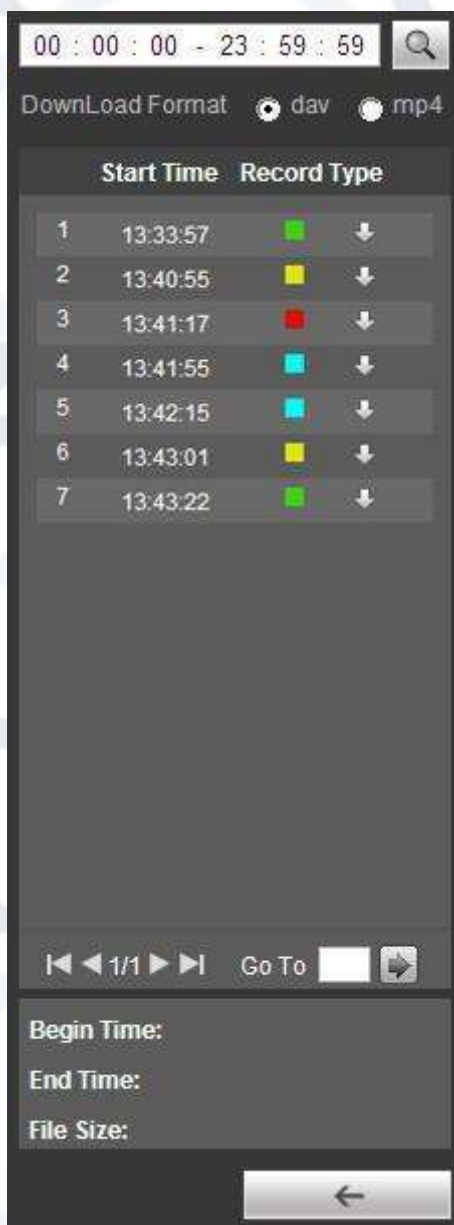 00 : 00 : 00 - 23 : 59 : 59
DownLoad Format dav mp4
Start Time Record Type
1 13:33:57
2 13:40:55
3 13:41:17
4 13:41:55
5 13:42:15
6 13:43:01
7 13:43:22
1/1 Go To
Begin Time:
End Time:
File Size: